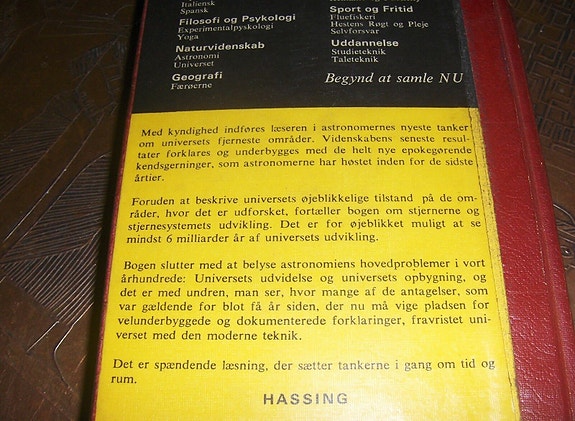 Italiensk
Spansk
Filosofi og Psykologi
Experimentalpsykologi
Yoga
Naturvidenskab
Astronomi
Universet
Geografi
Færøerne
Sport og Fritid
Fluefiskeri
Hestens Røgt og Pleje
Selvforsvar
Uddannelse
Studieteknik
Taleteknik
Begynd at samle NU
Med kyndighed indføres læseren i astronomernes nyeste tanker
om universets fjerneste områder. Videnskabens seneste resul-
tater forklares og underbygges med de helt nye epokegørende
kendsgerninger, som astronomerne har høstet inden for de sidste
årtier.
Foruden at beskrive universets øjeblikkelige tilstand på de om-
råder, hvor det er udforsket, fortæller bogen om stjernerne og
stjernesystemets udvikling. Det er for øjeblikket muligt at se
mindst 6 milliarder år af universets udvikling.
Bogen slutter med at belyse astronomiens hovedproblemer i vort
århundrede: Universets udvidelse og universets opbygning, og
det er med undren, man ser, hvor mange af de antagelser, som
var gældende for blot få år siden, der nu må vige pladsen for
velunderbyggede og dokumenterede forklaringer, fravristet uni-
verset med den moderne teknik.
Det er spændende læsning, der sætter tankerne i gang om tid og
rum.
HASSING